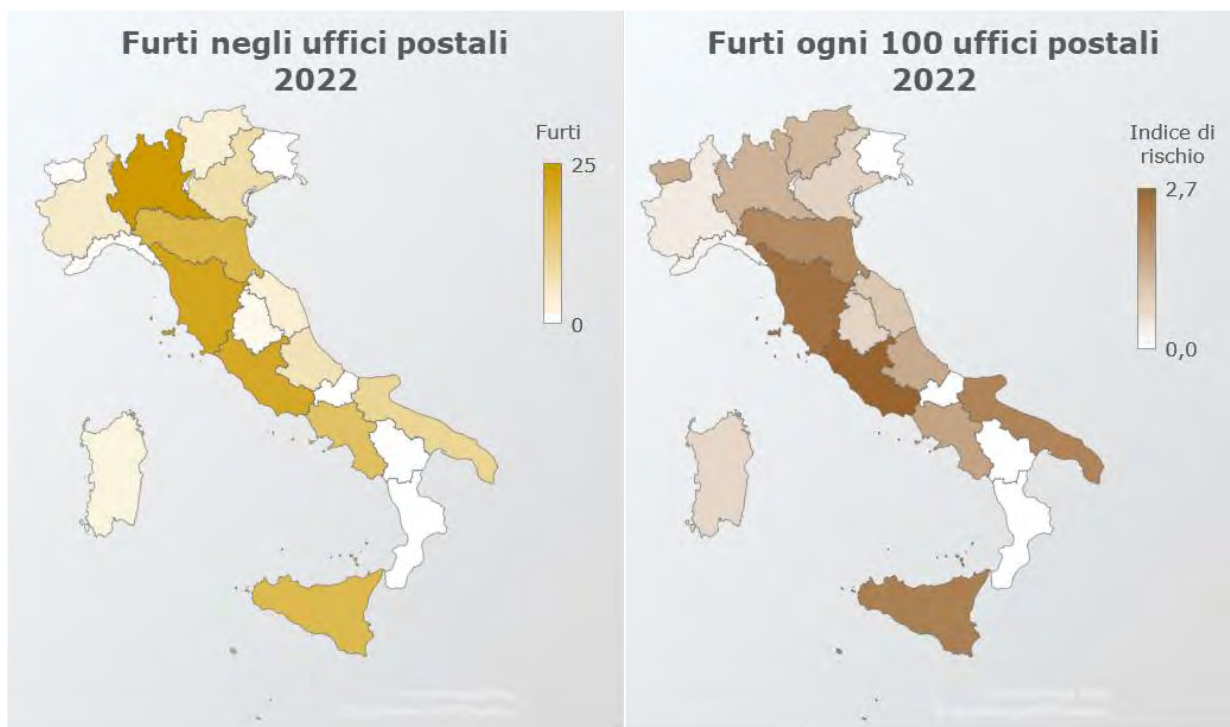 Furti negli uffici postali
2022
Furti
25
0
Furti ogni 100 uffici postali
2022
Indice di
rischio
2,7
0,0